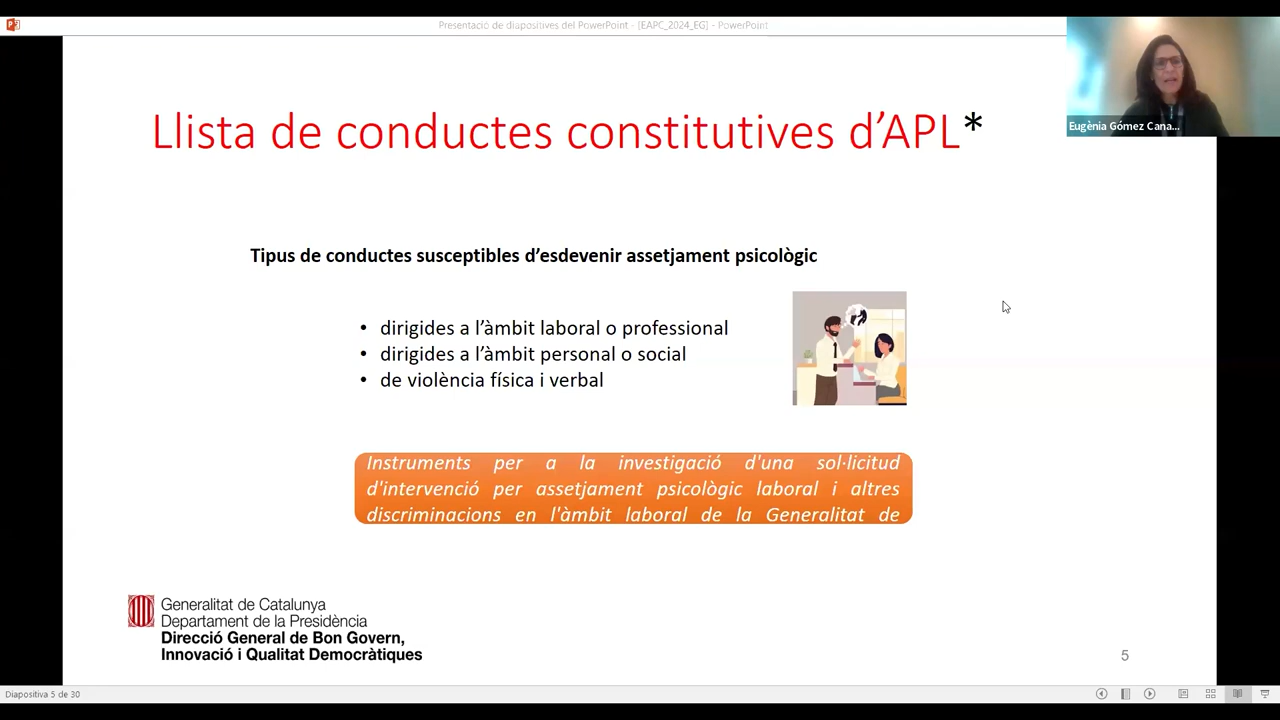 Presentació de diapositives del PowerPoint - [EAPC_2024_EG] - PowerPoint
Eugènia Gómez Cana...
Llista de conductes constitutives d'APL*
Tipus de conductes susceptibles d'esdevenir assetjament psicològic
• dirigides a l'àmbit laboral o professional
• dirigides a l'àmbit personal o social
• de violència física i verbal
Instruments per a la investigació d'una sol·licitud
d'intervenció per assetjament psicològic laboral i altres
discriminacions en l'àmbit laboral de la Generalitat de
Generalitat de Catalunya
Departament de la Presidència
Direcció General de Bon Govern,
Innovació i Qualitat Democràtiques
5
Diapositiva 5 de 30